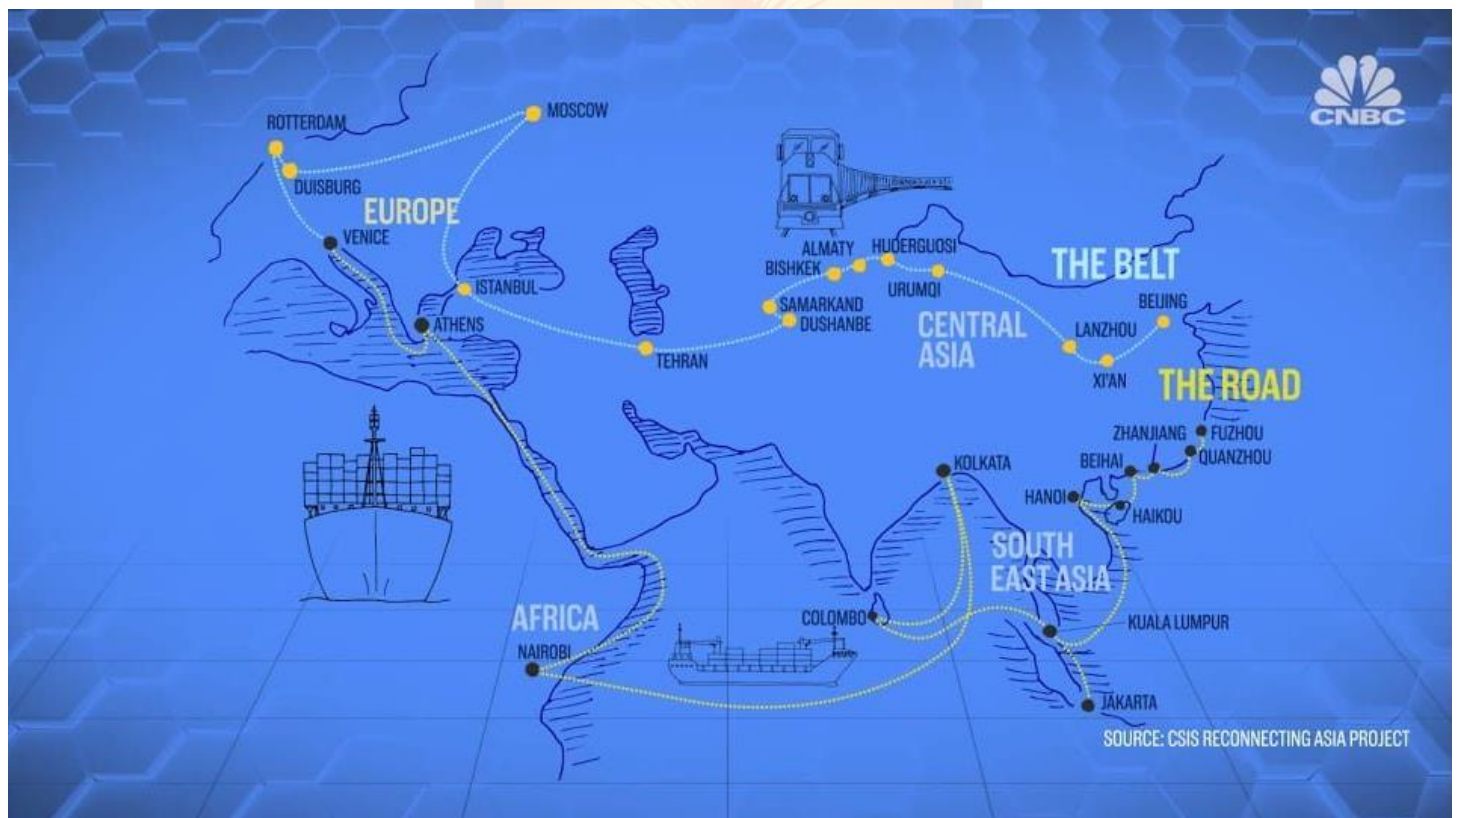 CNBC
MOSCOW
ROTTERDAM
DUISBURG
EUROPE
VENICE
ISTANBUL
ATHENS
TEHRAN
ALMATY
HUOERGUOSI
BISHKEK
URUMQI
SAMARKAND
DUSHANBE
CENTRAL
ASIA
THE BELT
BEIJING
LANZHOU
XI'AN
THE ROAD
ZHANJIANG
FUZHOU
BEIHAI
QUANZHOU
KOLKATA
HANOI
HAIKOU
SOUTH
EAST ASIA
COLOMBO
KUALA LUMPUR
AFRICA
NAIROBI
JAKARTA
SOURCE: CSIS RECONNECTING ASIA PROJECT